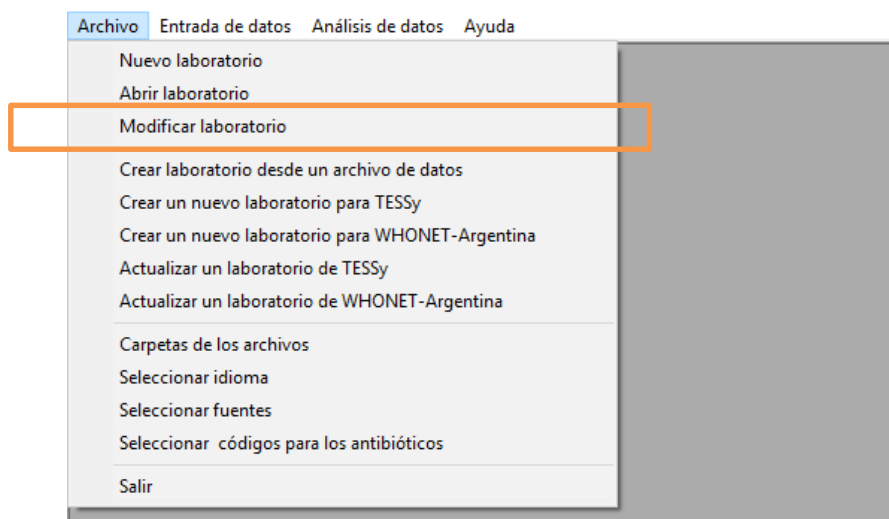 Archivo Entrada de datos Análisis de datos Ayuda
Nuevo laboratorio
Abrir laboratorio
Modificar laboratorio
Crear laboratorio desde un archivo de datos
Crear un nuevo laboratorio para TESSy
Crear un nuevo laboratorio para WHONET-Argentina
Actualizar un laboratorio de TESSy
Actualizar un laboratorio de WHONET-Argentina
Carpetas de los archivos
Seleccionar idioma
Seleccionar fuentes
Seleccionar códigos para los antibióticos
Salir